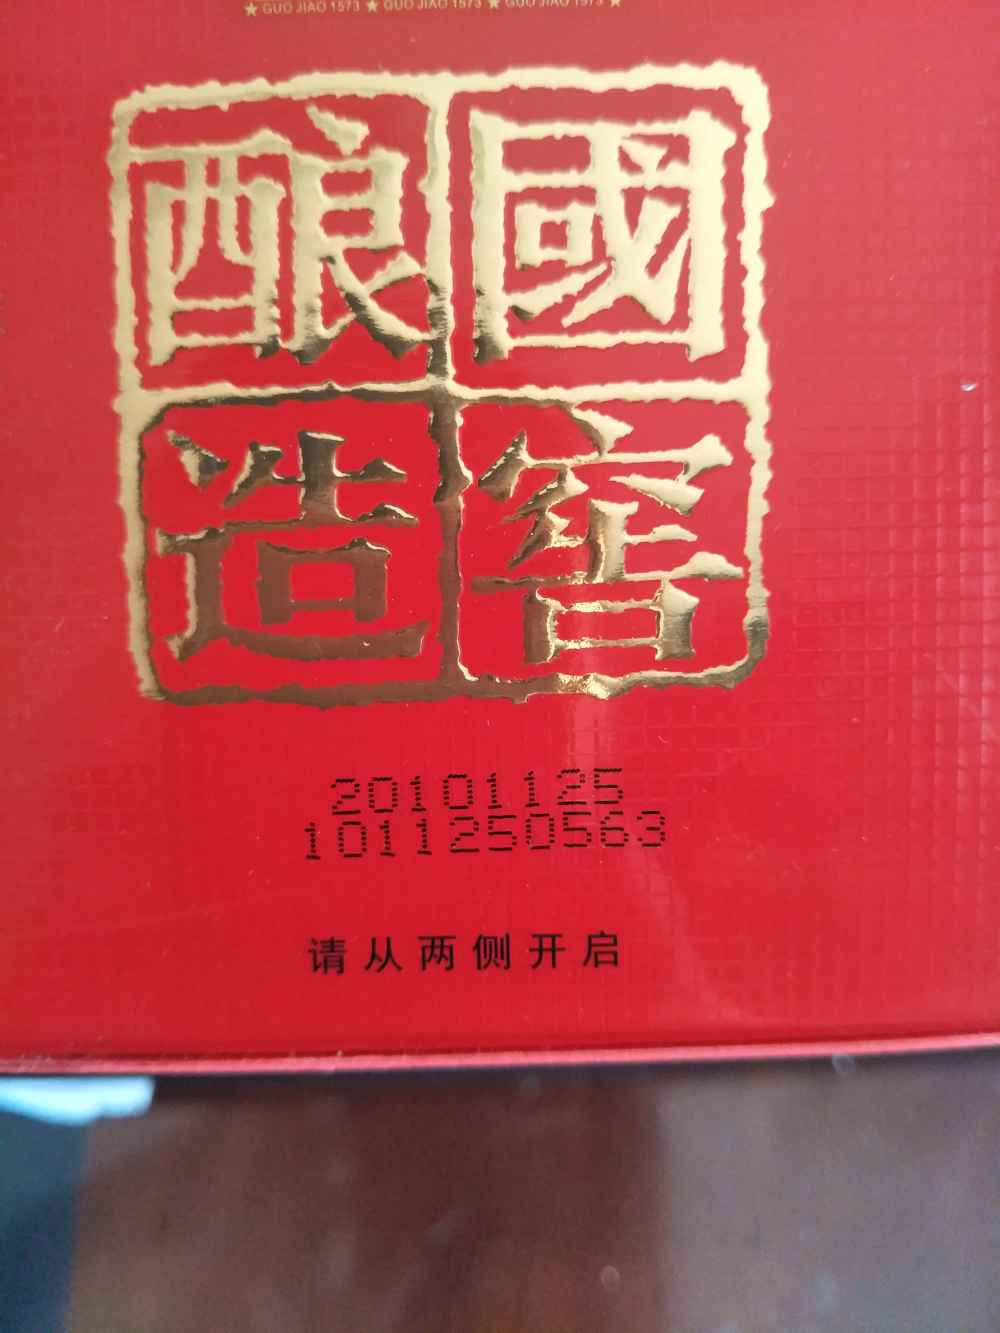 ★ GUO JIAO 1573 ★ GUO JIAO 1573 ★ GUO JIAO 1573 ★
國窖
酿造
20101125
1011250563
请从两侧开启